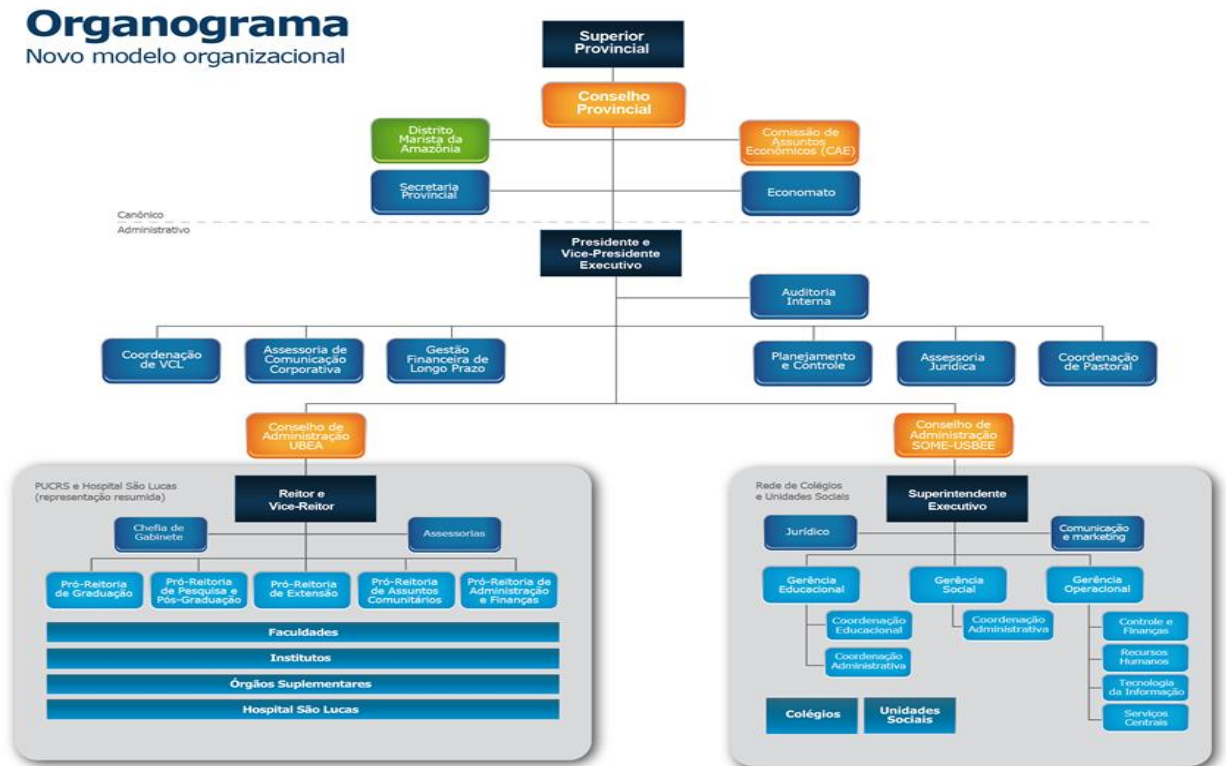 Organograma
Novo modelo organizacional
Superior
Provincial
Conselho
Provincial
Distrito
Marista da
Amazônia
Comissão de
Assuntos
Econômicos (CAE)
Secretaria
Provincial
Economato
Canônico
Administrativo
Presidente e
Vice-Presidente
Executivo
Auditoria
Interna
Coordenação
de VCL
Assessoria de
Comunicação
Corporativa
Gestão
Financeira de
Longo Prazo
Planejamento
e Controle
Assessoria
Jurídica
Coordenação
de Pastoral
Conselho de
Administração
UBEA
Conselho de
Administração
SOME-USBEE
PUCRS e Hospital São Lucas
(representação resumida)
Reitor e
Vice-Reitor
Chefia de
Gabinete
Assessorias
Pró-Reitoria
de Graduação
Pró-Reitoria
de Pesquisa e
Pós-Graduação
Pró-Reitoria
de Extensão
Pró-Reitoria
de Assuntos
Comunitários
Pró-Reitoria de
Administração
e Finanças
Faculdades
Institutos
Órgãos Suplementares
Hospital São Lucas
Rede de Colégios
e Unidades Sociais
Superintendente
Executivo
Jurídico
Comunicação
e marketing
Gerência
Educacional
Gerência
Social
Gerência
Operacional
Coordenação
Educacional
Coordenação
Administrativa
Coordenação
Administrativa
Controle e
Finanças
Recursos
Humanos
Tecnologia
da Informação
Serviços
Centrais
Colégios
Unidades
Sociais